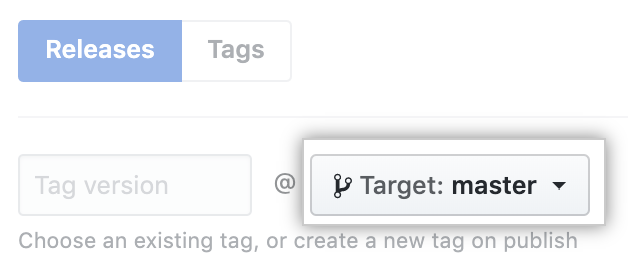 Releases Tags
Tag version @ Target: master
Choose an existing tag, or create a new tag on publish